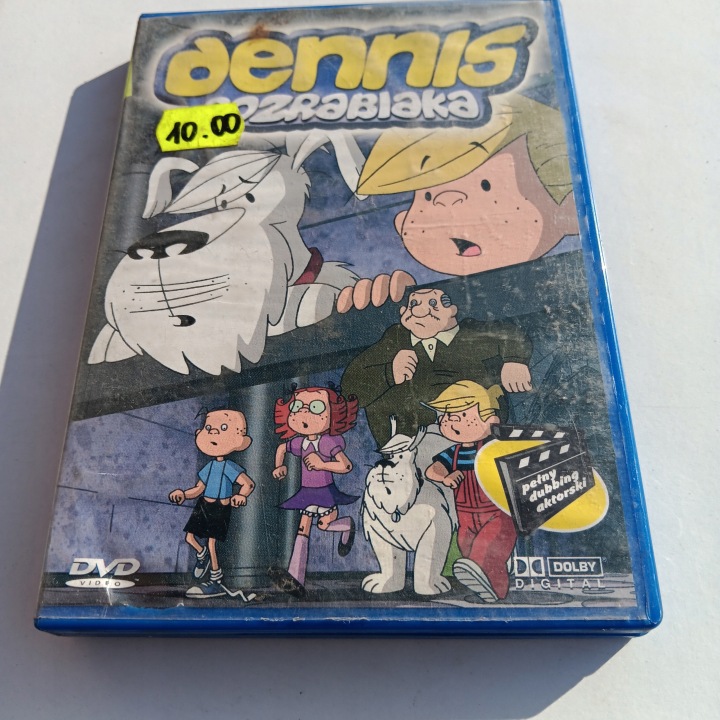 dennis
rozrabiaka
10.00
pełny
dubbing
aktorski
DVD
VIDEO
DOLBY
DIGITAL